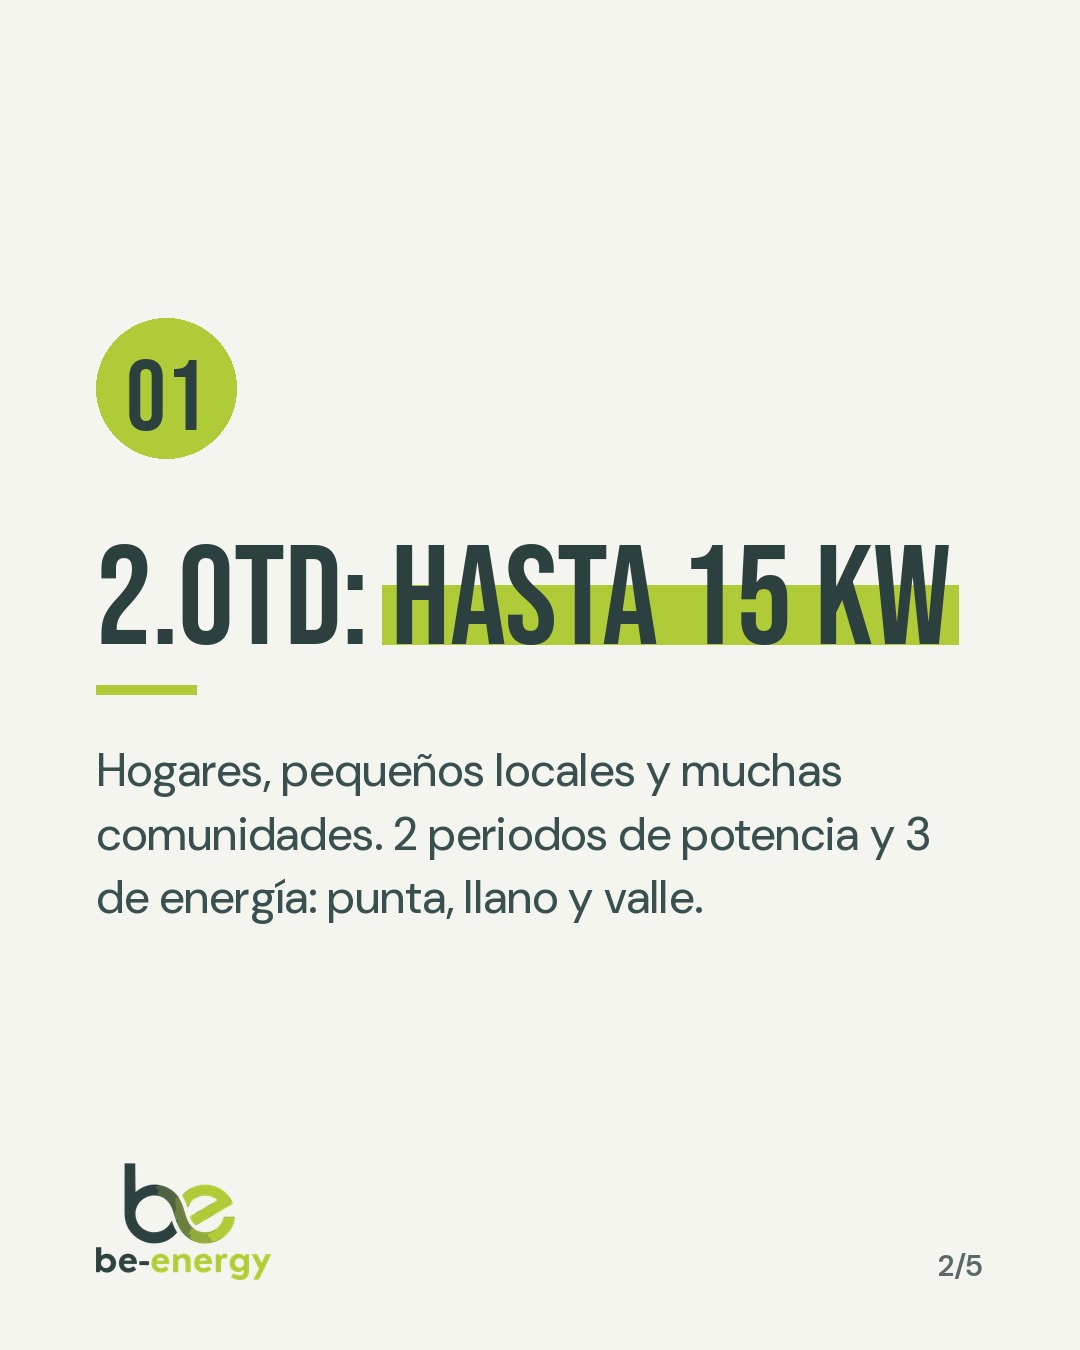 01
2.0TD: HASTA 15 KW
Hogares, pequeños locales y muchas
comunidades. 2 periodos de potencia y 3
de energía: punta, llano y valle.
be
be-energy
2/5